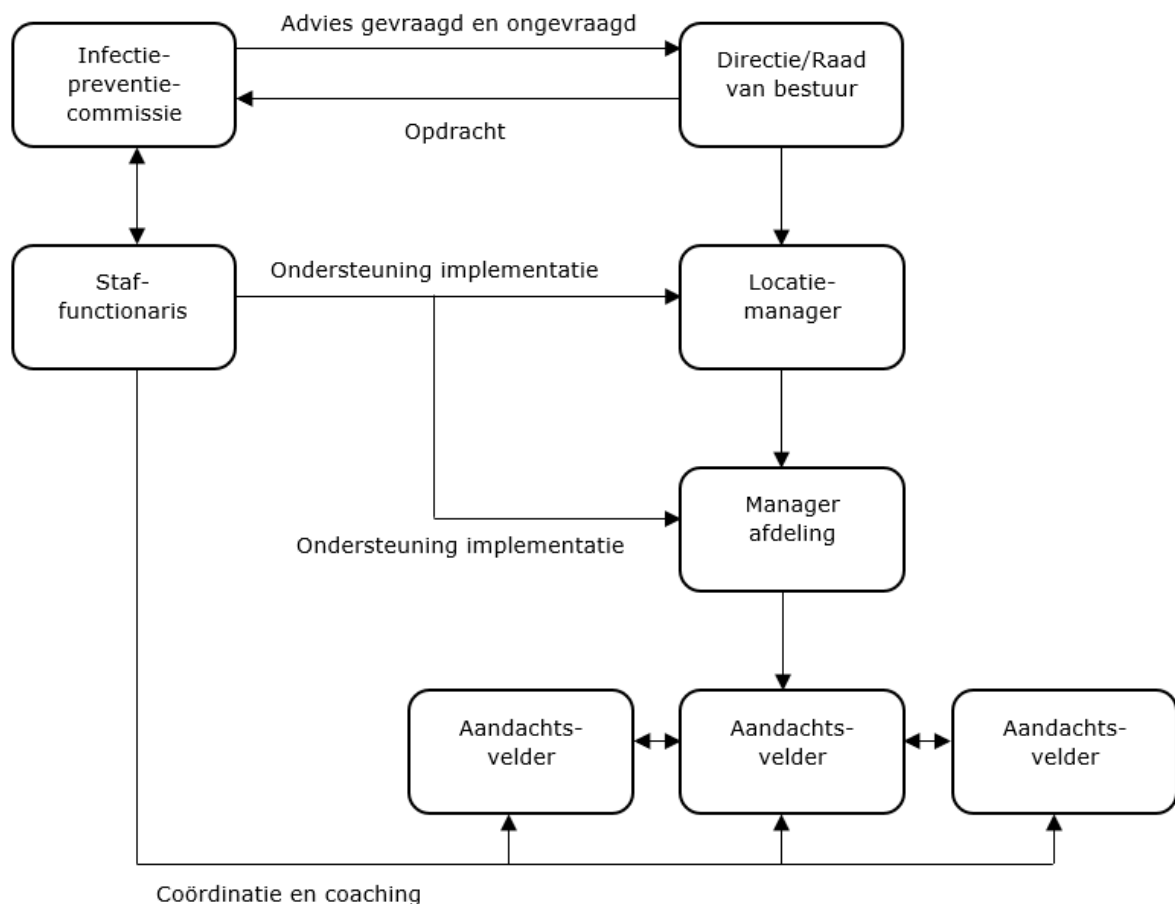 Advies gevraagd en ongevraagd
Infectie-
preventie-
commissie
Directie/Raad
van bestuur
Opdracht
Staf-
functionaris
Ondersteuning implementatie
Locatie-
manager
Manager
afdeling
Ondersteuning implementatie
Aandachts-
velder
Aandachts-
velder
Aandachts-
velder
Coördinatie en coaching